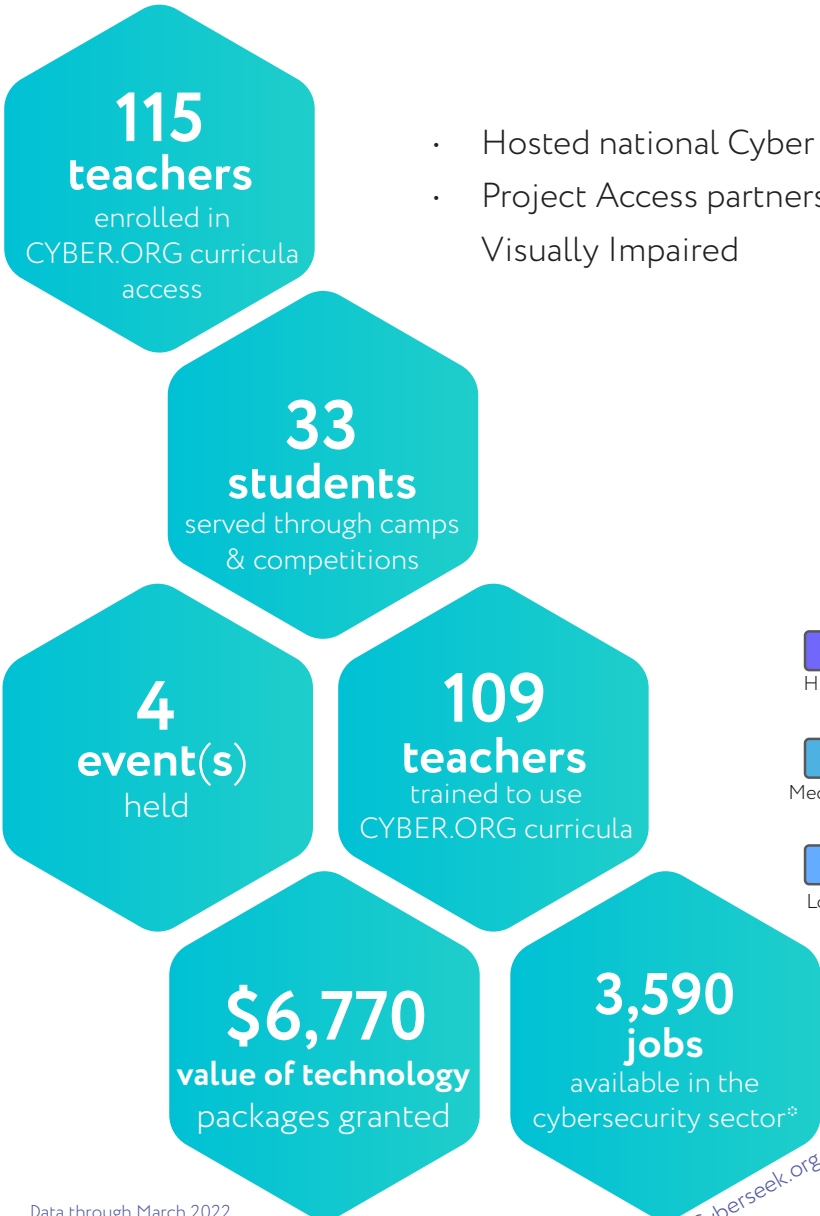 115
teachers
enrolled in
CYBER.ORG curricula
access
• Hosted national Cyber
• Project Access
Visually Impaired
33
students
served through camps
& competitions
4
event(s)
held
109
teachers
trained to use
CYBER.ORG curricula
$6,770
value of technology
packages granted
3,590
jobs
available in the
cybersecurity sector*
Data through March 2022